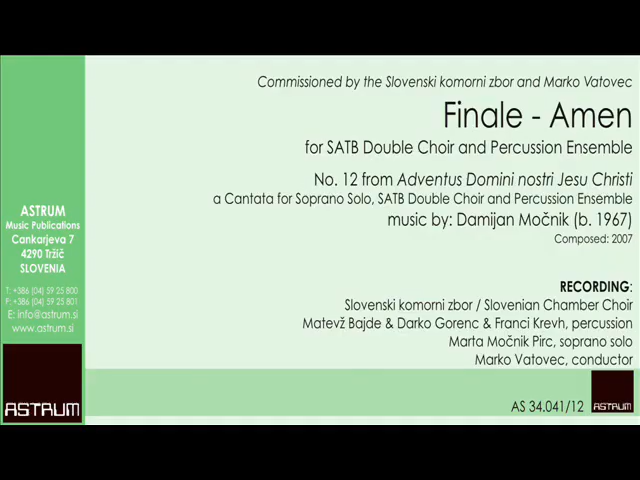 Commissioned by the Slovenski komorni zbor and Marko Vatovec
Finale - Amen
for SATB Double Choir and Percussion Ensemble
No. 12 from Adventus Domini nostri Jesu Christi
a Cantata for Soprano Solo, SATB Double Choir and Percussion Ensemble
music by: Damijan Močnik (b. 1967)
Composed: 2007
ASTRUM
Music Publications
Cankarjeva 7
4290 Tržič
SLOVENIA
T: +386 (04) 59 25 800
F: +386 (04) 59 25 801
E: info@astrum.si
www.astrum.si
RECORDING:
Slovenski komorni zbor / Slovenian Chamber Choir
Matevž Bajde & Darko Gorenc & Franci Krevh, percussion
Marta Močnik Pirc, soprano solo
Marko Vatovec, conductor
ASTRUM
AS 34.041/12
ASTRUM